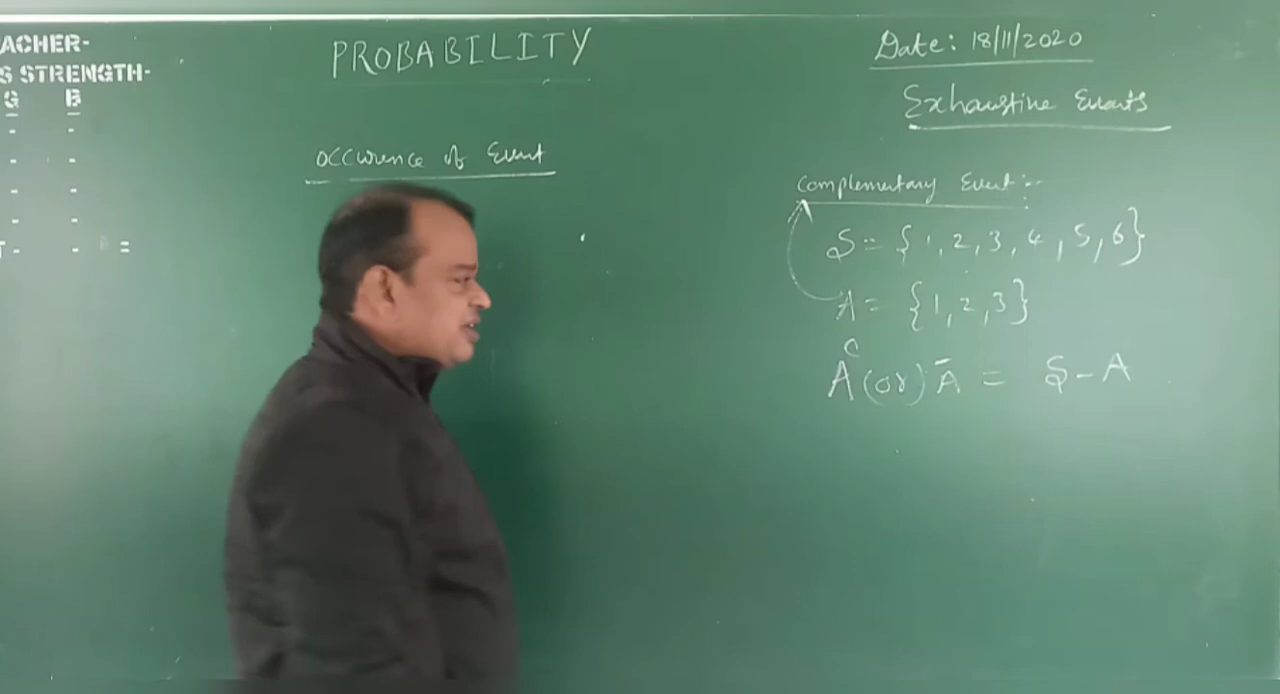 ACHER-
S STRENGTH-
G B
- -
- -
- -
- -
T- - =
PROBABILITY
Occurence of Event
Date: 18/11/2020
Exhaustive Events
Complementary Event:-
S = {1, 2, 3, 4, 5, 6}
A = {1, 2, 3}
Aᶜ (or) Ā = S - A